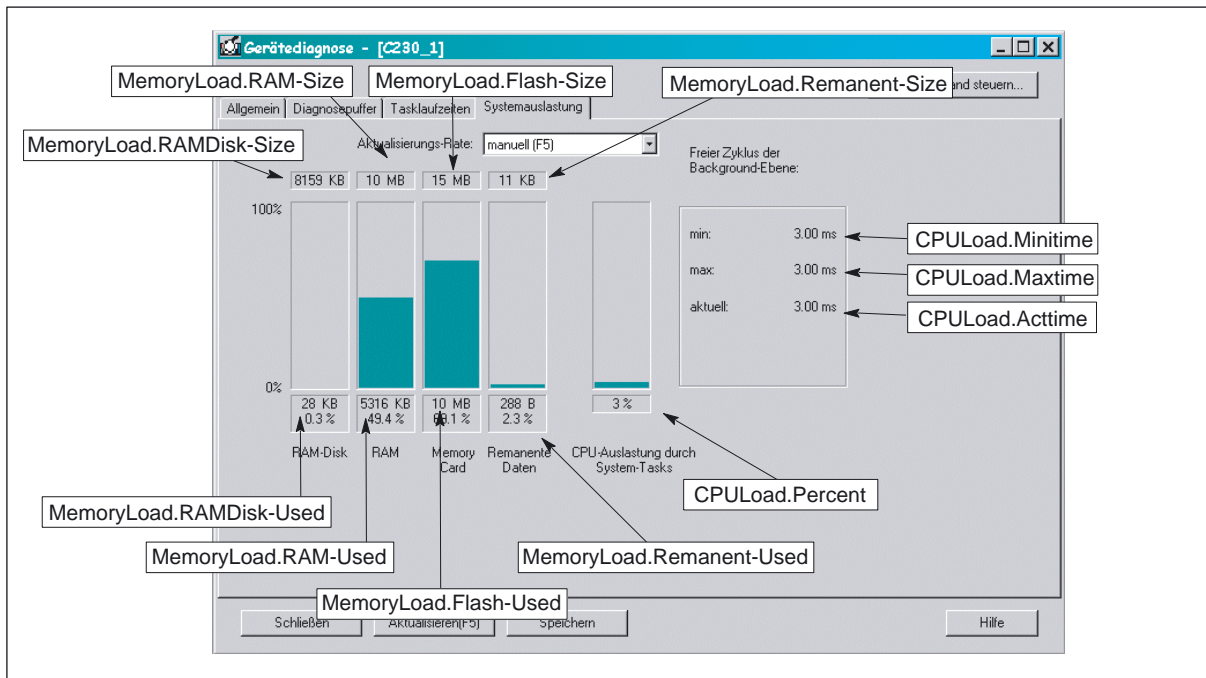 Gerätediagnose - [C230_1]
MemoryLoad.RAM-Size
MemoryLoad.Flash-Size
MemoryLoad.Remanent-Size
and steuern...
Allgemein
Diagnosepuffer
Tasklaufzeiten
Systemauslastung
MemoryLoad.RAMDisk-Size
Aktualisierungs-Rate:
manuell (F5)
Freier Zyklus der
Background-Ebene:
8159 KB
10 MB
15 MB
11 KB
100%
min: 3.00 ms
CPULoad.Minitime
max: 3.00 ms
CPULoad.Maxtime
aktuell: 3.00 ms
CPULoad.Acttime
0%
28 KB
0.3 %
5316 KB
49.4 %
10 MB
288 B
2.3 %
3 %
RAM-Disk
RAM
Memory
Card
Remanente
Daten
CPU-Auslastung durch
System-Tasks
CPULoad.Percent
MemoryLoad.RAMDisk-Used
MemoryLoad.RAM-Used
MemoryLoad.Remanent-Used
MemoryLoad.Flash-Used
Schließen
Aktualisieren(F5)
Speichern
Hilfe